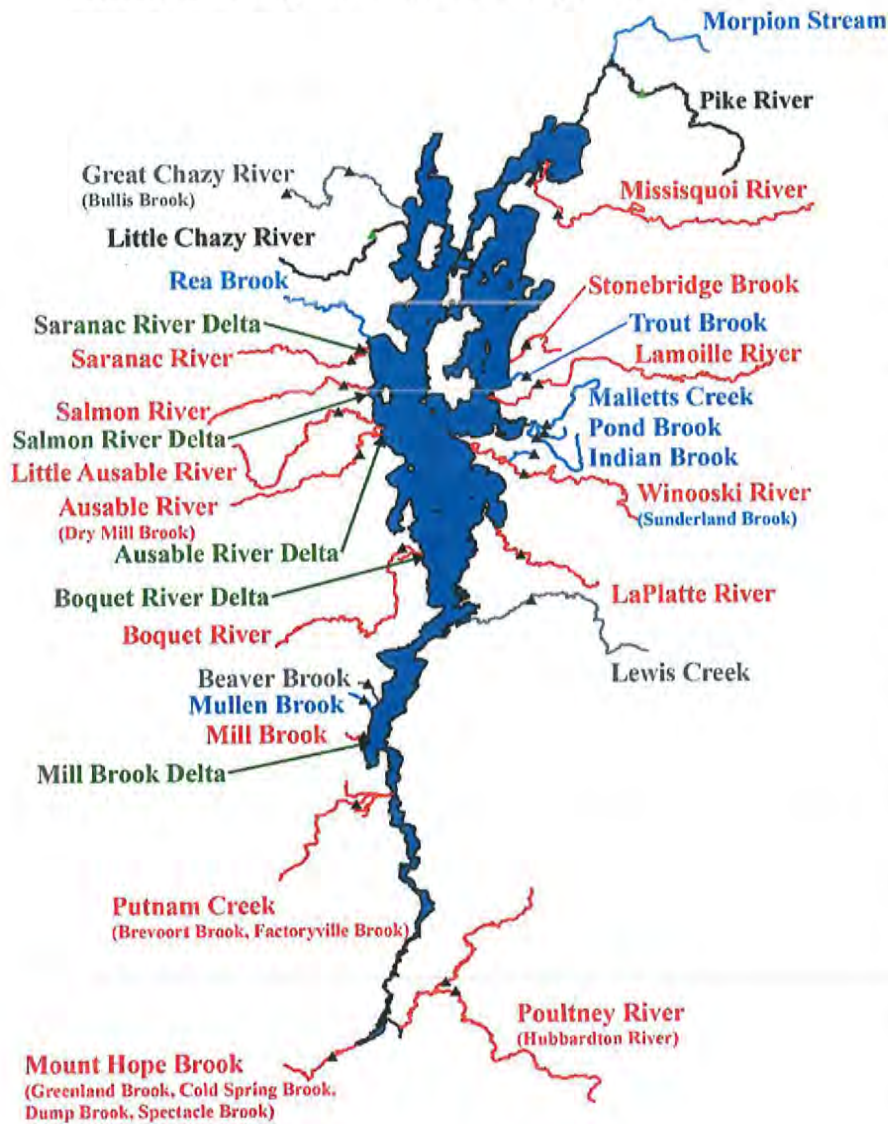 Morpion Stream
Pike River
Great Chazy River
(Bullis Brook)
Missisquoi River
Little Chazy River
Rea Brook
Stonebridge Brook
Saranac River Delta
Trout Brook
Saranac River
Lamoille River
Salmon River
Malletts Creek
Salmon River Delta
Pond Brook
Little Ausable River
Indian Brook
Ausable River
(Dry Mill Brook)
Winooski River
(Sunderland Brook)
Ausable River Delta
Boquet River Delta
LaPlatte River
Boquet River
Lewis Creek
Beaver Brook
Mullen Brook
Mill Brook
Mill Brook Delta
Putnam Creek
(Brevoort Brook, Factoryville Brook)
Poultney River
(Hubbardton River)
Mount Hope Brook
(Greenland Brook, Cold Spring Brook,
Dump Brook, Spectacle Brook)